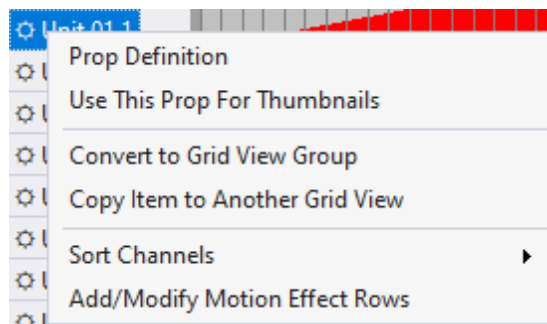 Unit 01.1
Prop Definition
Use This Prop For Thumbnails
Convert to Grid View Group
Copy Item to Another Grid View
Sort Channels
Add/Modify Motion Effect Rows